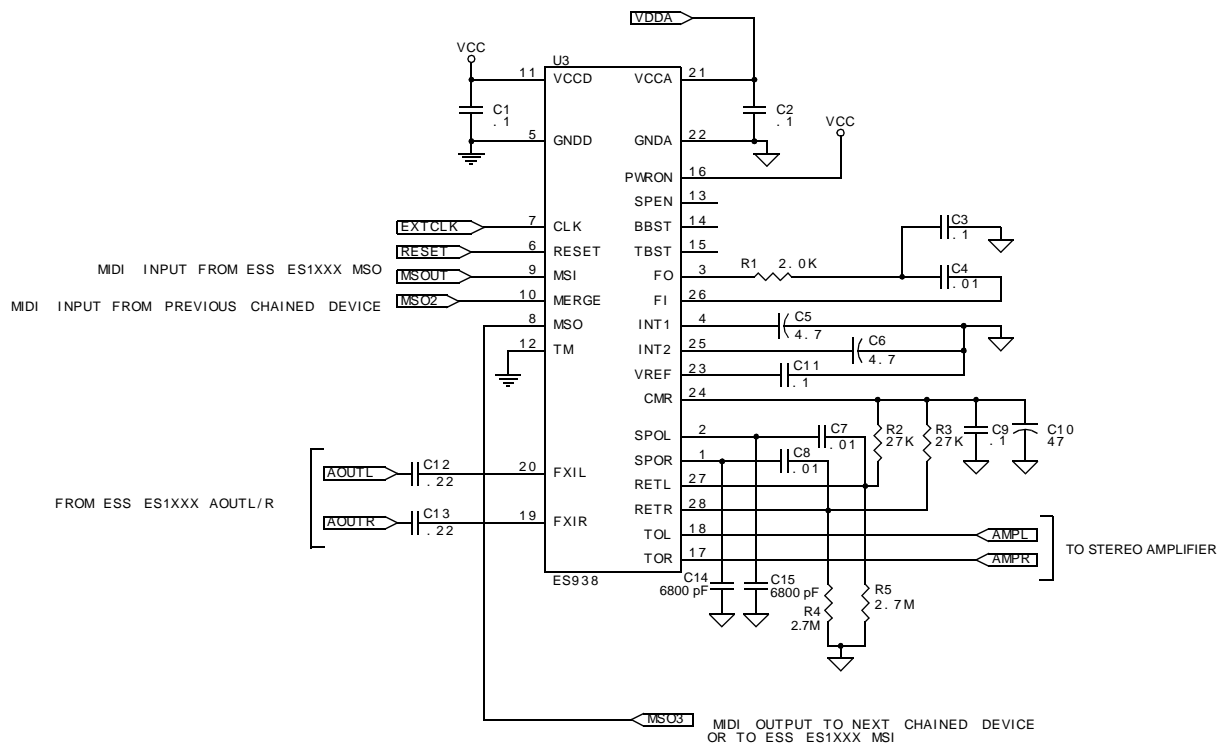 VDDA
VCC
U3
11 VCCD VCCA 21
C1
.1
C2
.1
5 GNDD GNDA 22
VCC
PWRON 16
SPEN 13
EXTCLK 7 CLK BBST 14
RESET 6 RESET TBST 15
C3
.1
MIDI INPUT FROM ESS ES1XXX MSO MSOUT 9 MSI FO 3 R1 2.0K C4
.01
MIDI INPUT FROM PREVIOUS CHAINED DEVICE MSO2 10 MERGE FI 26
8 MSO INT1 4 C5
4.7
12 TM INT2 25 C6
4.7
VREF 23 C11
.1
CMR 24
SPOL 2 C7
.01
R2
27K
R3
27K
C9
.1
C10
47
SPOR 1 C8
.01
AOUTL C12
.22
20 FXIL RETL 27
FROM ESS ES1XXX AOUTL/R
RETR 28
AOUTR C13
.22
19 FXIR
TOL 18 AMPL
TO STEREO AMPLIFIER
TOR 17 AMPR
ES938
C14
6800 pF
C15
6800 pF
R4
2.7M
R5
2.7M
MSO3 MIDI OUTPUT TO NEXT CHAINED DEVICE
OR TO ESS ES1XXX MSI